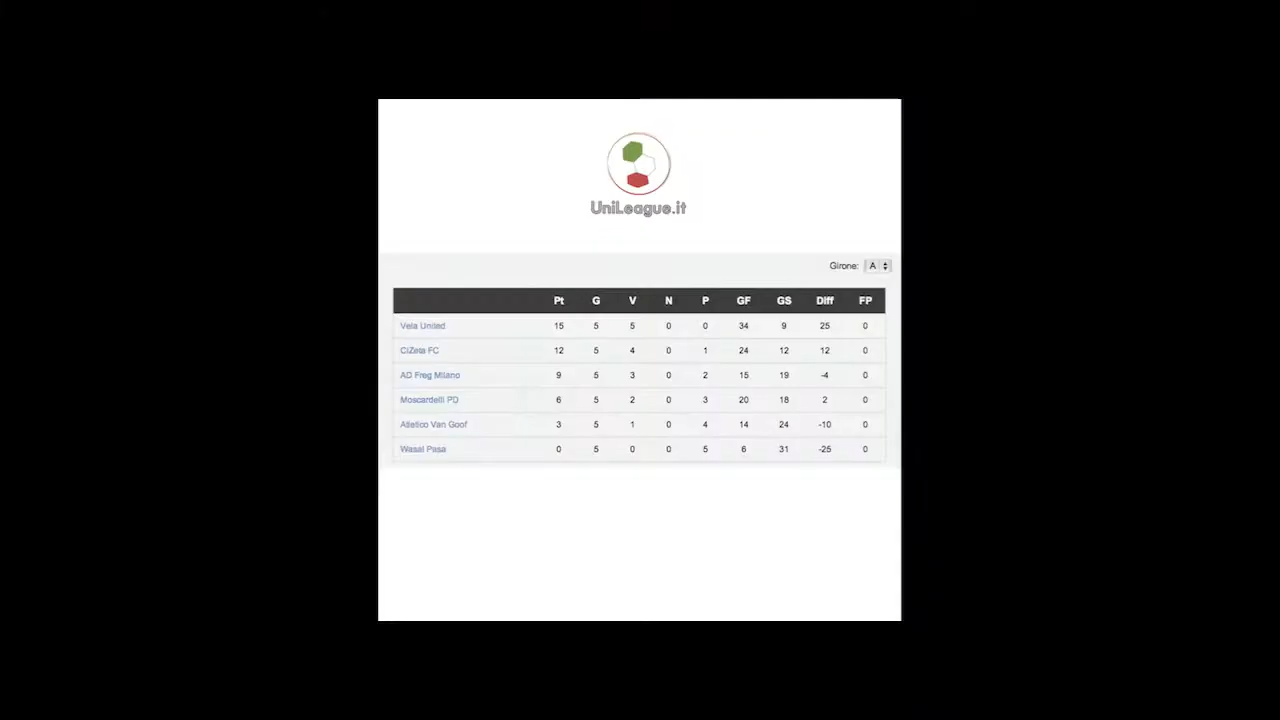 UniLeague.it
Girone: A
Pt G V N P GF GS Diff FP
Vela United 15 5 5 0 0 34 9 25 0
CiZeta FC 12 5 4 0 1 24 12 12 0
AD Freg Milano 9 5 3 0 2 15 19 -4 0
Moscardelli PD 6 5 2 0 3 20 18 2 0
Atletico Van Goof 3 5 1 0 4 14 24 -10 0
Wasal Pasa 0 5 0 0 5 6 31 -25 0